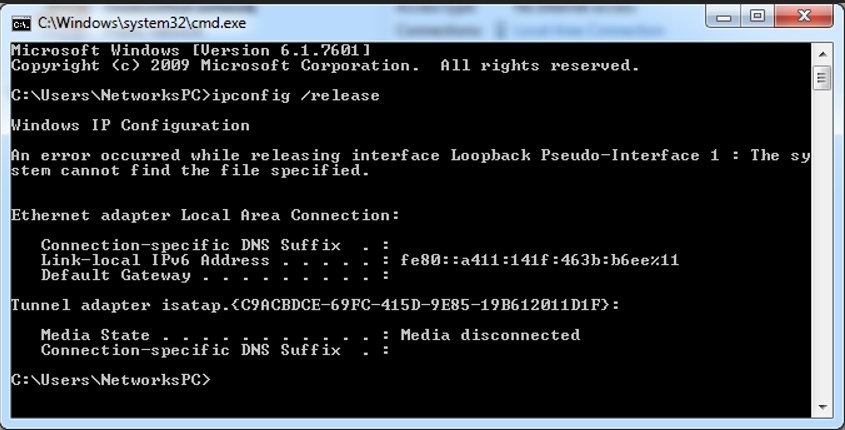 C:\Windows\system32\cmd.exe
Microsoft Windows [Version 6.1.7601]
Copyright (c) 2009 Microsoft Corporation.  All rights reserved.
C:\Users\NetworksPC>ipconfig /release
Windows IP Configuration
An error occurred while releasing interface Loopback Pseudo-Interface 1 : The sy
stem cannot find the file specified.
Ethernet adapter Local Area Connection:
   Connection-specific DNS Suffix  . :
   Link-local IPv6 Address . . . . . : fe80::a411:141f:463b:b6ee%11
   Default Gateway . . . . . . . . . :
Tunnel adapter isatap.{C9ACBDCE-69FC-415D-9E85-19B612011D1F}:
   Media State . . . . . . . . . . . : Media disconnected
   Connection-specific DNS Suffix  . :
C:\Users\NetworksPC>